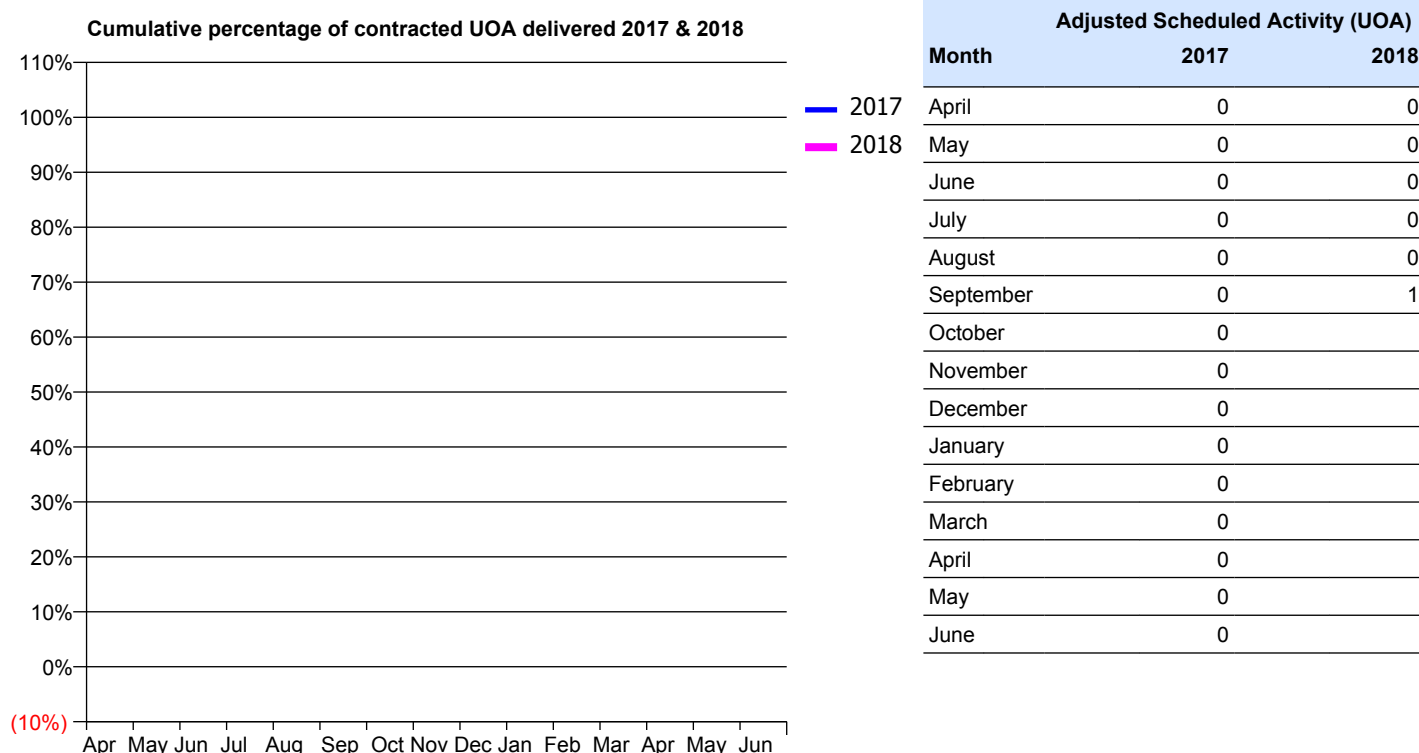 Cumulative percentage of contracted UOA delivered 2017 & 2018
110%
100%
90%
80%
70%
60%
50%
40%
30%
20%
10%
0%
(10%)
Apr May Jun Jul Aug Sep Oct Nov Dec Jan Feb Mar Apr May Jun
2017
2018
Adjusted Scheduled Activity (UOA)
Month 2017 2018
April 0 0
May 0 0
June 0 0
July 0 0
August 0 0
September 0 1
October 0
November 0
December 0
January 0
February 0
March 0
April 0
May 0
June 0